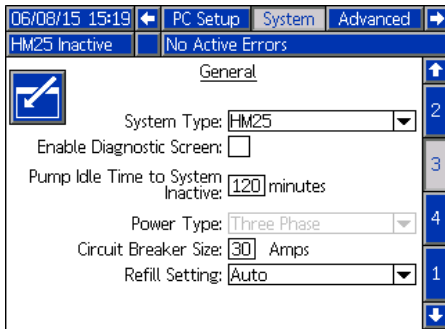 06/08/15 15:19 PC Setup System Advanced
HM25 Inactive No Active Errors
General
System Type: HM25
Enable Diagnostic Screen:
Pump Idle Time to System
Inactive: 120 minutes
Power Type: Three Phase
Circuit Breaker Size: 30 Amps
Refill Setting: Auto
2
3
4
1